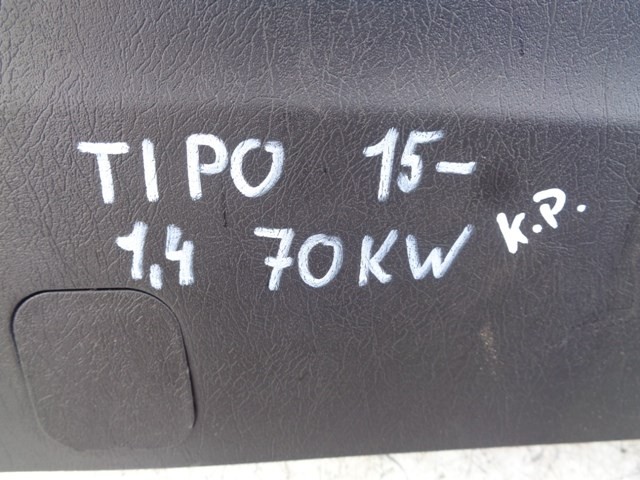 TIPO 15-
1,4 70KW K.P.